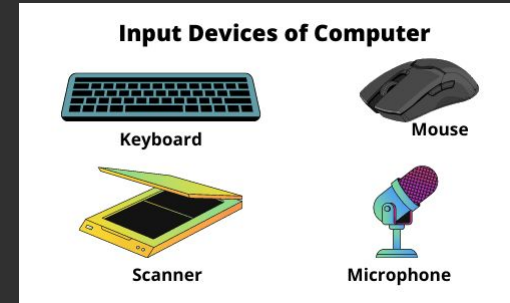 Input Devices of Computer
Keyboard
Mouse
Scanner
Microphone